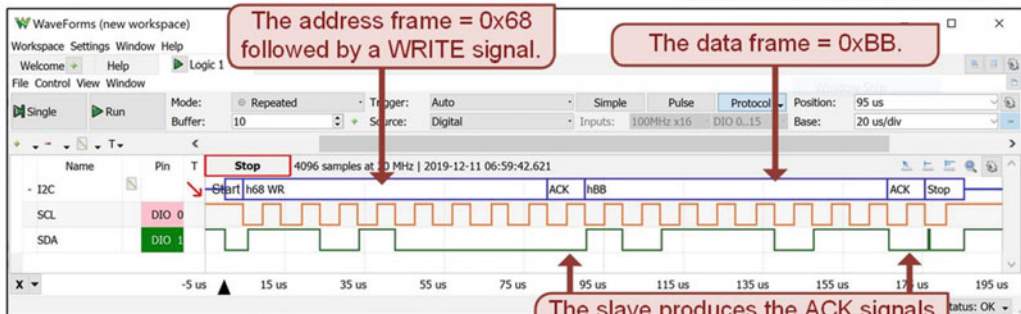 WaveForms (new workspace)
The address frame = 0x68
followed by a WRITE signal.
The data frame = 0xBB.
Workspace Settings Window Help
Welcome Help Logic 1
File Control View Window
Single Run Mode: Repeated Trigger: Auto Simple Pulse Protocol Position: 95 us
Buffer: 10 Source: Digital Inputs: 100MHz x16 DIO 0..15 Base: 20 us/div
T
Name Pin T Stop 4096 samples at 20 MHz | 2019-12-11 06:59:42.621
- I2C Start h68 WR ACK hBB ACK Stop
SCL DIO 0
SDA DIO 1
X -5 us 15 us 35 us 55 us 75 us 95 us 115 us 135 us 155 us 175 us 195 us
The slave produces the ACK signals
Status: OK